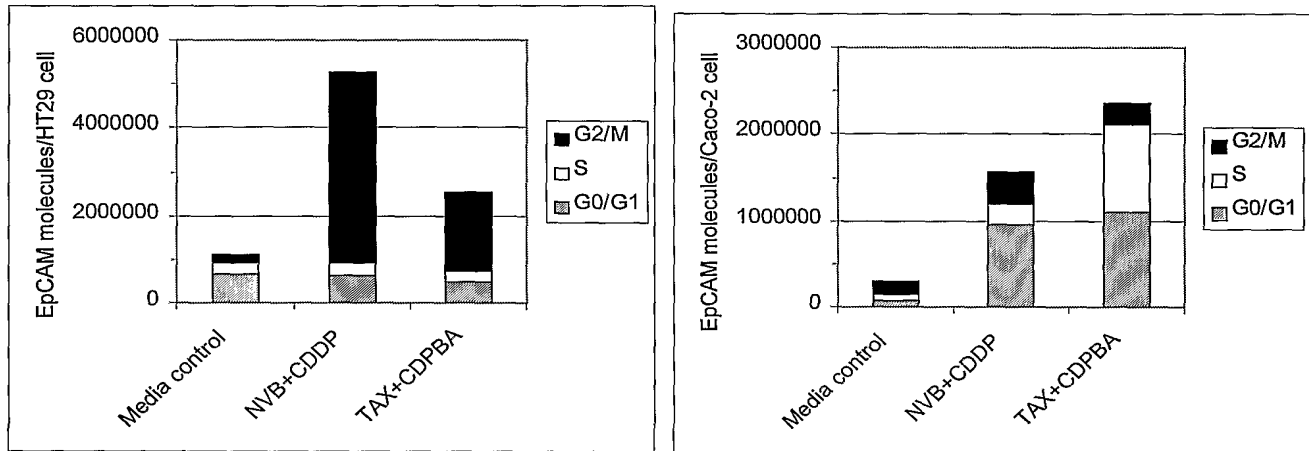 EpCAM molecules/HT29 cell
6000000
4000000
2000000
0
Media control
NVB+CDDP
TAX+CDPBA
G2/M
S
G0/G1
EpCAM molecules/Caco-2 cell
3000000
2000000
1000000
0
Media control
NVB+CDDP
TAX+CDPBA
G2/M
S
G0/G1